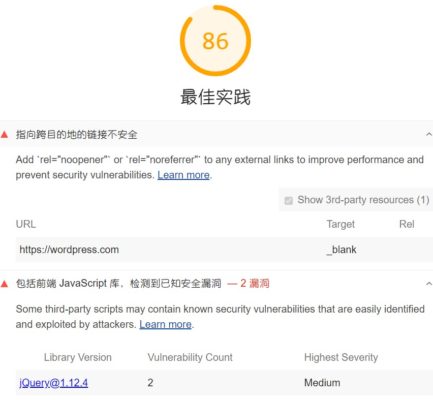 86
最佳实践
指向跨目的地的链接不安全
Add `rel="noopener"` or `rel="noreferrer"` to any external links to improve performance and
prevent security vulnerabilities. Learn more.
Show 3rd-party resources (1)
URL Target Rel
https://wordpress.com _blank
包括前端 JavaScript 库，检测到已知安全漏洞 — 2 漏洞
Some third-party scripts may contain known security vulnerabilities that are easily identified
and exploited by attackers. Learn more.
Library Version Vulnerability Count Highest Severity
jQuery@1.12.4 2 Medium